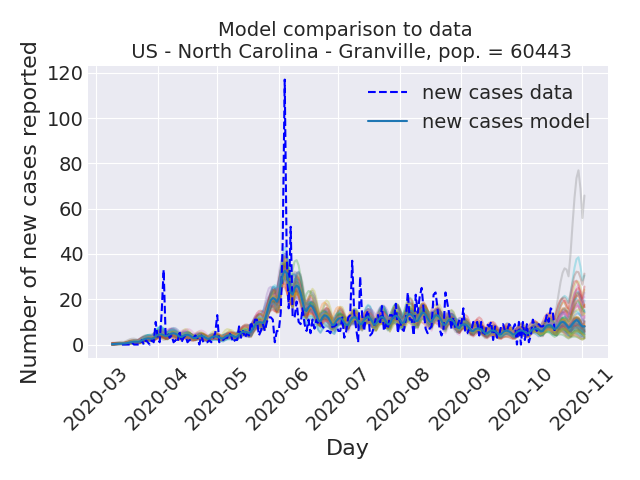 Model comparison to data
US - North Carolina - Granville, pop. = 60443
Number of new cases reported
120
100
80
60
40
20
0
new cases data
new cases model
2020-03
2020-04
2020-05
2020-06
2020-07
2020-08
2020-09
2020-10
2020-11
Day